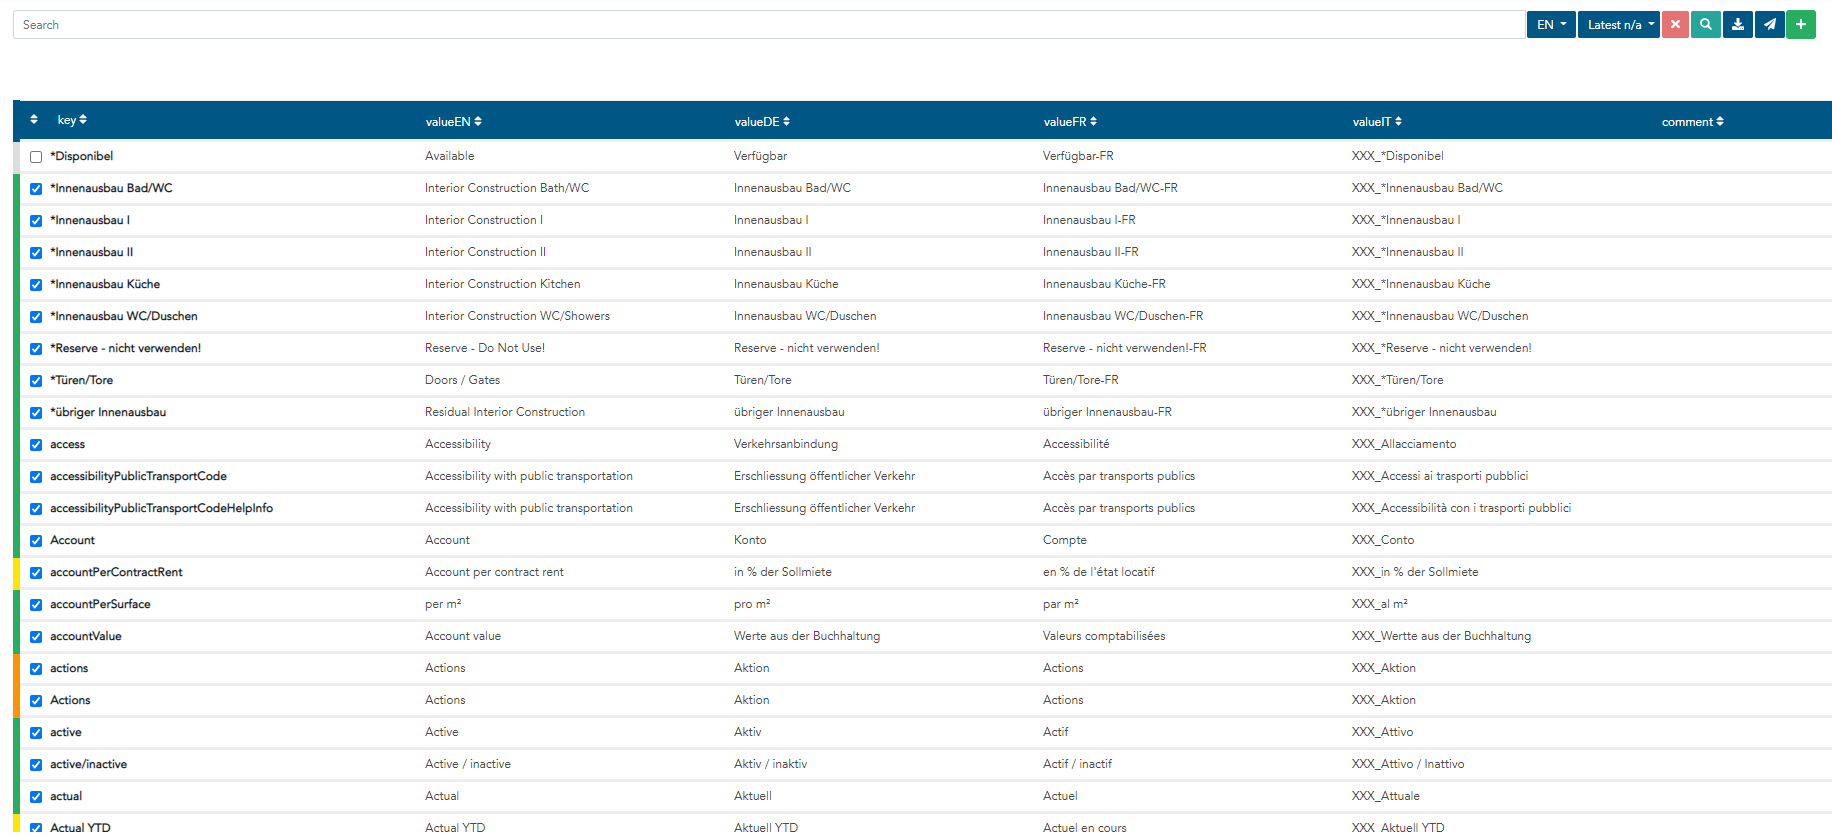 Search EN Latest n/a
key valueEN valueDE valueFR valueIT comment
*Disponibel Available Verfügbar Verfügbar-FR XXX_*Disponibel
*Innenausbau Bad/WC Interior Construction Bath/WC Innenausbau Bad/WC Innenausbau Bad/WC-FR XXX_*Innenausbau Bad/WC
*Innenausbau I Interior Construction I Innenausbau I Innenausbau I-FR XXX_*Innenausbau I
*Innenausbau II Interior Construction II Innenausbau II Innenausbau II-FR XXX_*Innenausbau II
*Innenausbau Küche Interior Construction Kitchen Innenausbau Küche Innenausbau Küche-FR XXX_*Innenausbau Küche
*Innenausbau WC/Duschen Interior Construction WC/Showers Innenausbau WC/Duschen Innenausbau WC/Duschen-FR XXX_*Innenausbau WC/Duschen
*Reserve - nicht verwenden! Reserve - Do Not Use! Reserve - nicht verwenden! Reserve - nicht verwenden!-FR XXX_*Reserve - nicht verwenden!
*Türen/Tore Doors / Gates Türen/Tore Türen/Tore-FR XXX_*Türen/Tore
*übriger Innenausbau Residual Interior Construction übriger Innenausbau übriger Innenausbau-FR XXX_*übriger Innenausbau
access Accessibility Verkehrsanbindung Accessibilité XXX_Allacciamento
accessibilityPublicTransportCode Accessibility with public transportation Erschliessung öffentlicher Verkehr Accès par transports publics XXX_Accessi ai trasporti pubblici
accessibilityPublicTransportCodeHelpInfo Accessibility with public transportation Erschliessung öffentlicher Verkehr Accès par transports publics XXX_Accessibilità con i trasporti pubblici
Account Account Konto Compte XXX_Conto
accountPerContractRent Account per contract rent in % der Sollmiete en % de l'état locatif XXX_in % der Sollmiete
accountPerSurface per m² pro m² par m² XXX_al m²
accountValue Account value Werte aus der Buchhaltung Valeurs comptabilisées XXX_Wertte aus der Buchhaltung
actions Actions Aktion Actions XXX_Aktion
Actions Actions Aktion Actions XXX_Aktion
active Active Aktiv Actif XXX_Attivo
active/inactive Active / inactive Aktiv / inaktiv Actif / inactif XXX_Attivo / Inattivo
actual Actual Aktuell Actuel XXX_Attuale
Actual YTD Actual YTD Aktuell YTD Actuel en cours XXX_Aktuell YTD